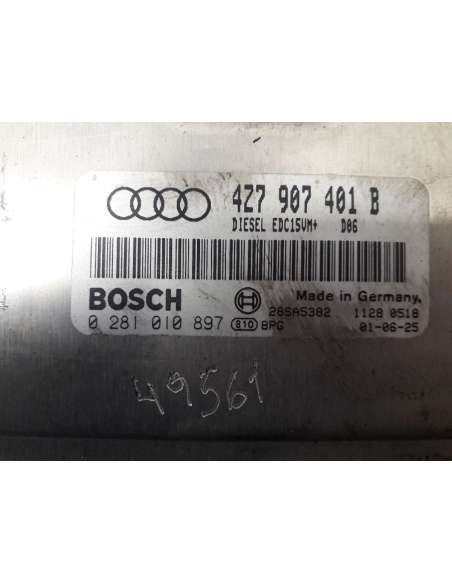 4Z7 907 401 B
DIESEL EDC15VM+ D06
BOSCH Made in Germany.
28SA5382 1128 0518
0 281 010 897 810 BPG 01-06-25
49561